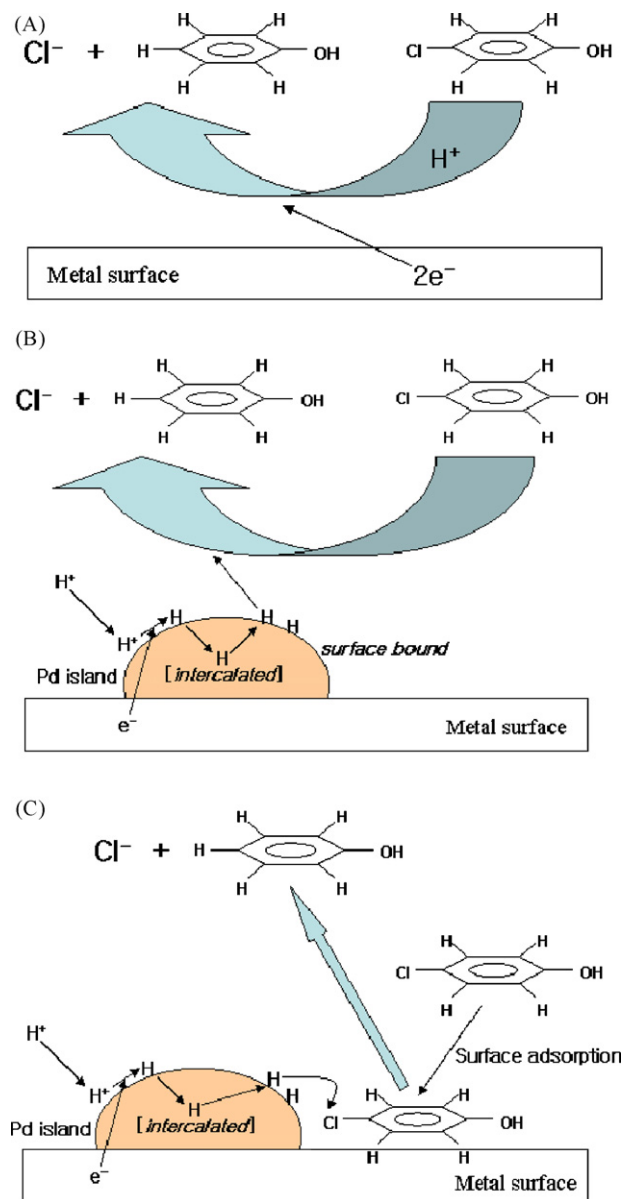 (A)
H H
Cl⁻ + H OH Cl OH
H H H H
H⁺
Metal surface 2e⁻
(B)
H H H H
Cl⁻ + H OH Cl OH
H H H H
H⁺
H H
H⁺ H
surface bound
Pd island H
[intercalated]
e⁻
Metal surface
(C)
H H
Cl⁻ + H OH
H H
H H
Cl OH
H H
H⁺
Surface adsorption
H H
H⁺ H
H H H
Cl OH
Pd island [intercalated]
H H
e⁻
Metal surface